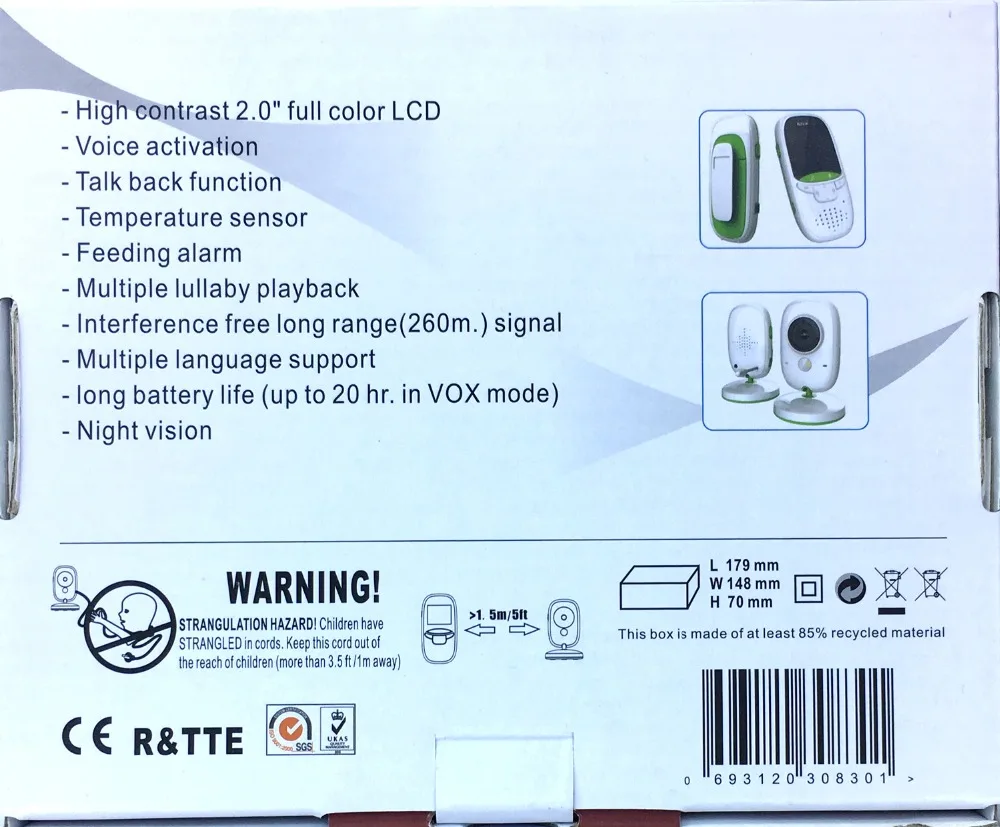 - High contrast 2.0" full color LCD
- Voice activation
- Talk back function
- Temperature sensor
- Feeding alarm
- Multiple lullaby playback
- Interference free long range(260m.) signal
- Multiple language support
- long battery life (up to 20 hr. in VOX mode)
- Night vision
WARNING!
STRANGULATION HAZARD! Children have
STRANGLED in cords. Keep this cord out of
the reach of children (more than 3.5 ft /1m away)
>1. 5m/5ft
L 179 mm
W 148 mm
H 70 mm
This box is made of at least 85% recycled material
CE R&TTE
SGS
UKAS
QUALITY
MANAGEMENT
0 693120 308301 >